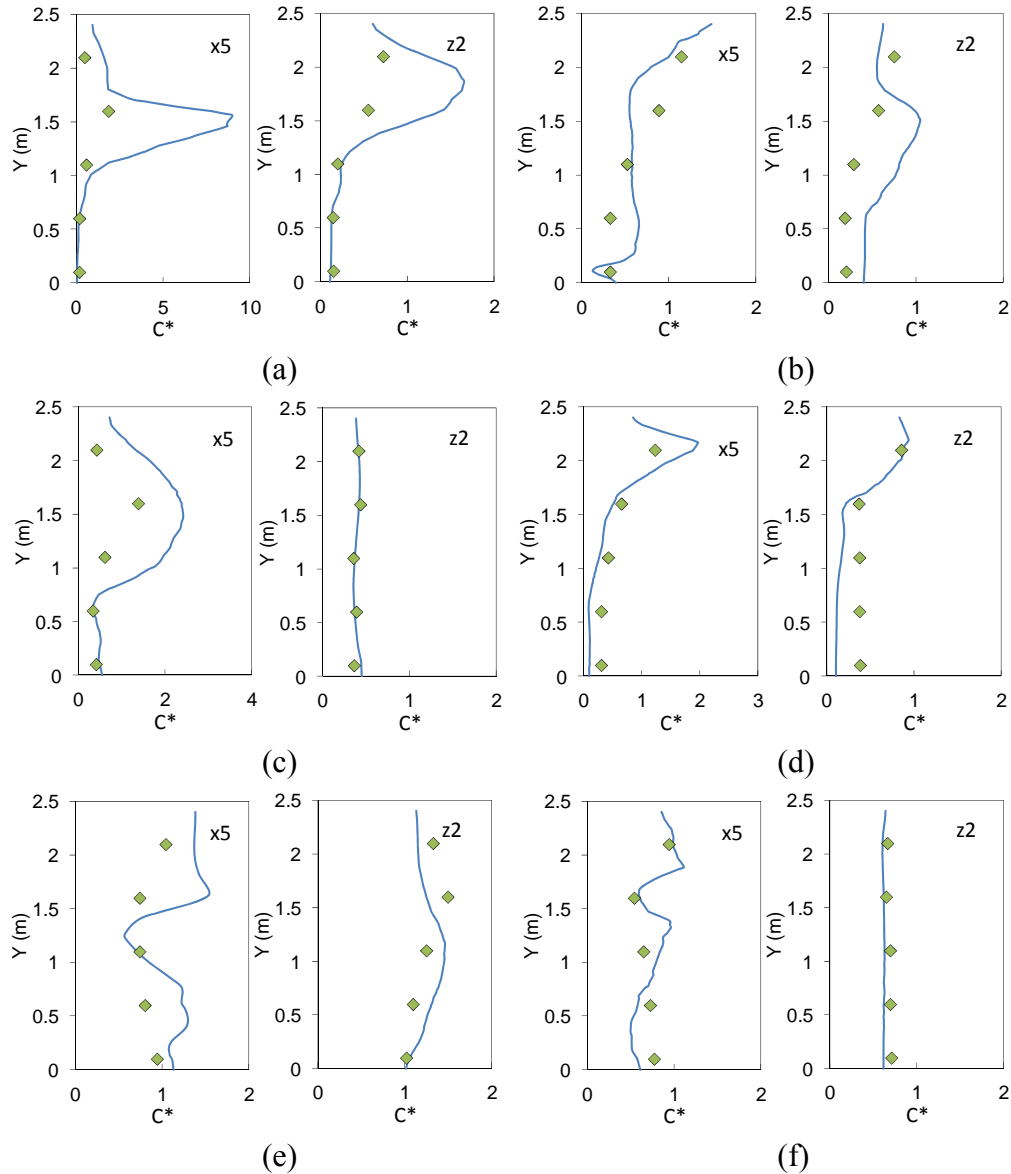 2.5 2.5 2.5 2.5
x5 z2 x5 z2
2 2 2 2
1.5 1.5 1.5 1.5
Y (m) Y (m) Y (m) Y (m)
1 1 1 1
0.5 0.5 0.5 0.5
0 0 0 0
0 5 10 0 1 2 0 1 2 0 1 2
C* C* C* C*
(a) (b)
2.5 2.5 2.5 2.5
x5 z2 x5 z2
2 2 2 2
1.5 1.5 1.5 1.5
Y (m) Y (m) Y (m) Y (m)
1 1 1 1
0.5 0.5 0.5 0.5
0 0 0 0
0 2 4 0 1 2 0 1 2 3 0 1 2
C* C* C* C*
(c) (d)
2.5 2.5 2.5 2.5
x5 z2 x5 z2
2 2 2 2
1.5 1.5 1.5 1.5
Y (m) Y (m) Y (m) Y (m)
1 1 1 1
0.5 0.5 0.5 0.5
0 0 0 0
0 1 2 0 1 2 0 1 2 0 1 2
C* C* C* C*
(e) (f)